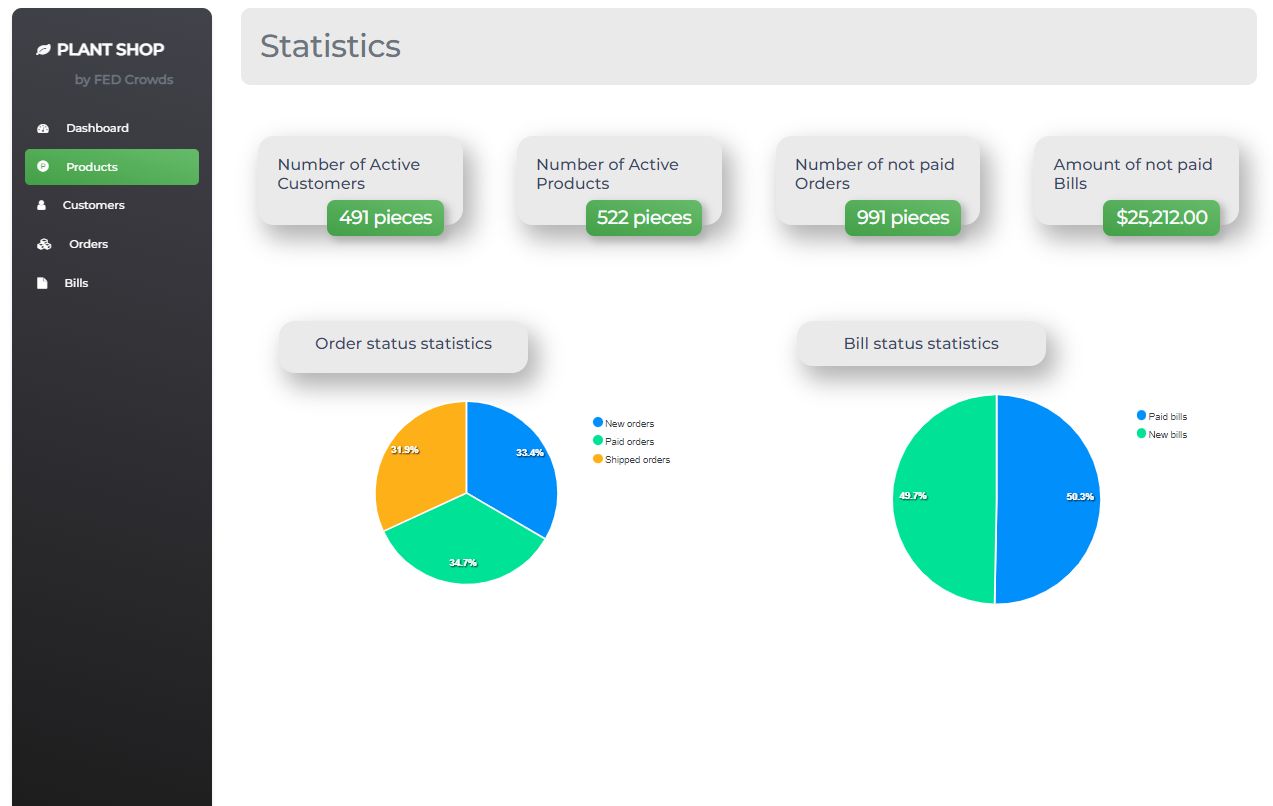 PLANT SHOP
by FED Crowds
Dashboard
Products
Customers
Orders
Bills
Statistics
Number of Active
Customers
491 pieces
Number of Active
Products
522 pieces
Number of not paid
Orders
991 pieces
Amount of not paid
Bills
$25,212.00
Order status statistics
31.9%
33.4%
34.7%
New orders
Paid orders
Shipped orders
Bill status statistics
49.7%
50.3%
Paid bills
New bills